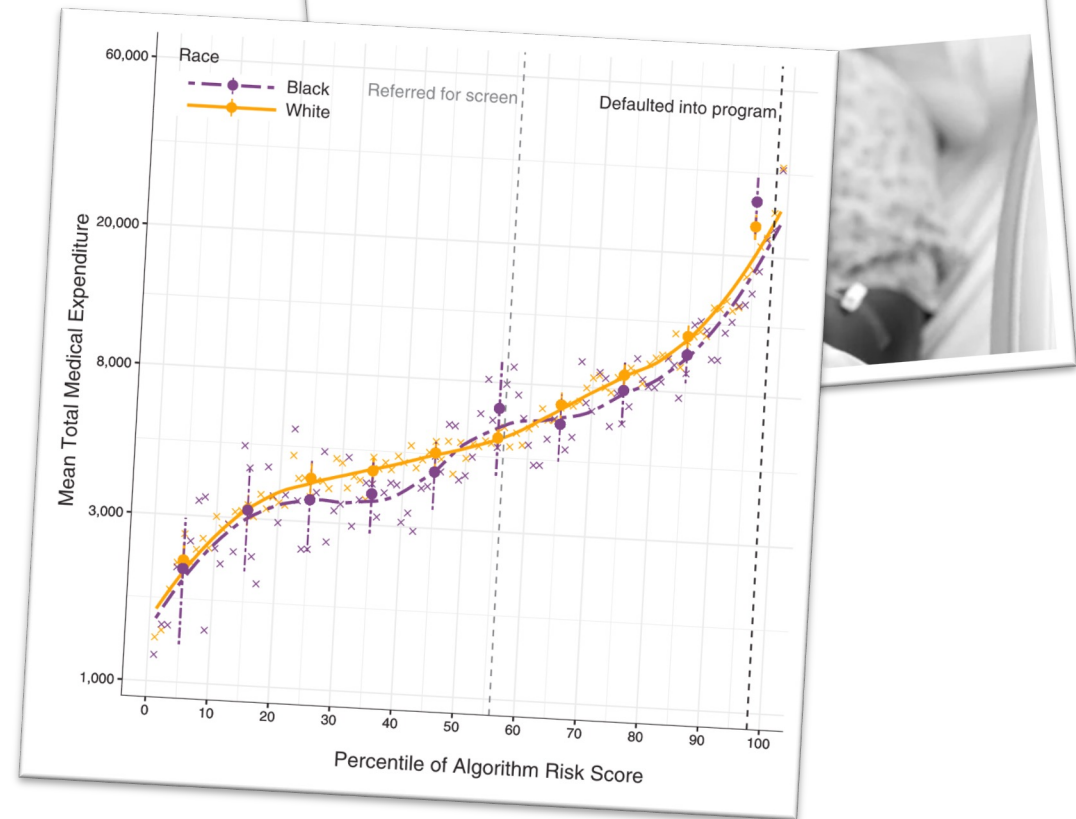 60,000
20,000
8,000
3,000
1,000
Mean Total Medical Expenditure
Race
Black
White
Referred for screen
Defaulted into program
0 10 20 30 40 50 60 70 80 90 100
Percentile of Algorithm Risk Score